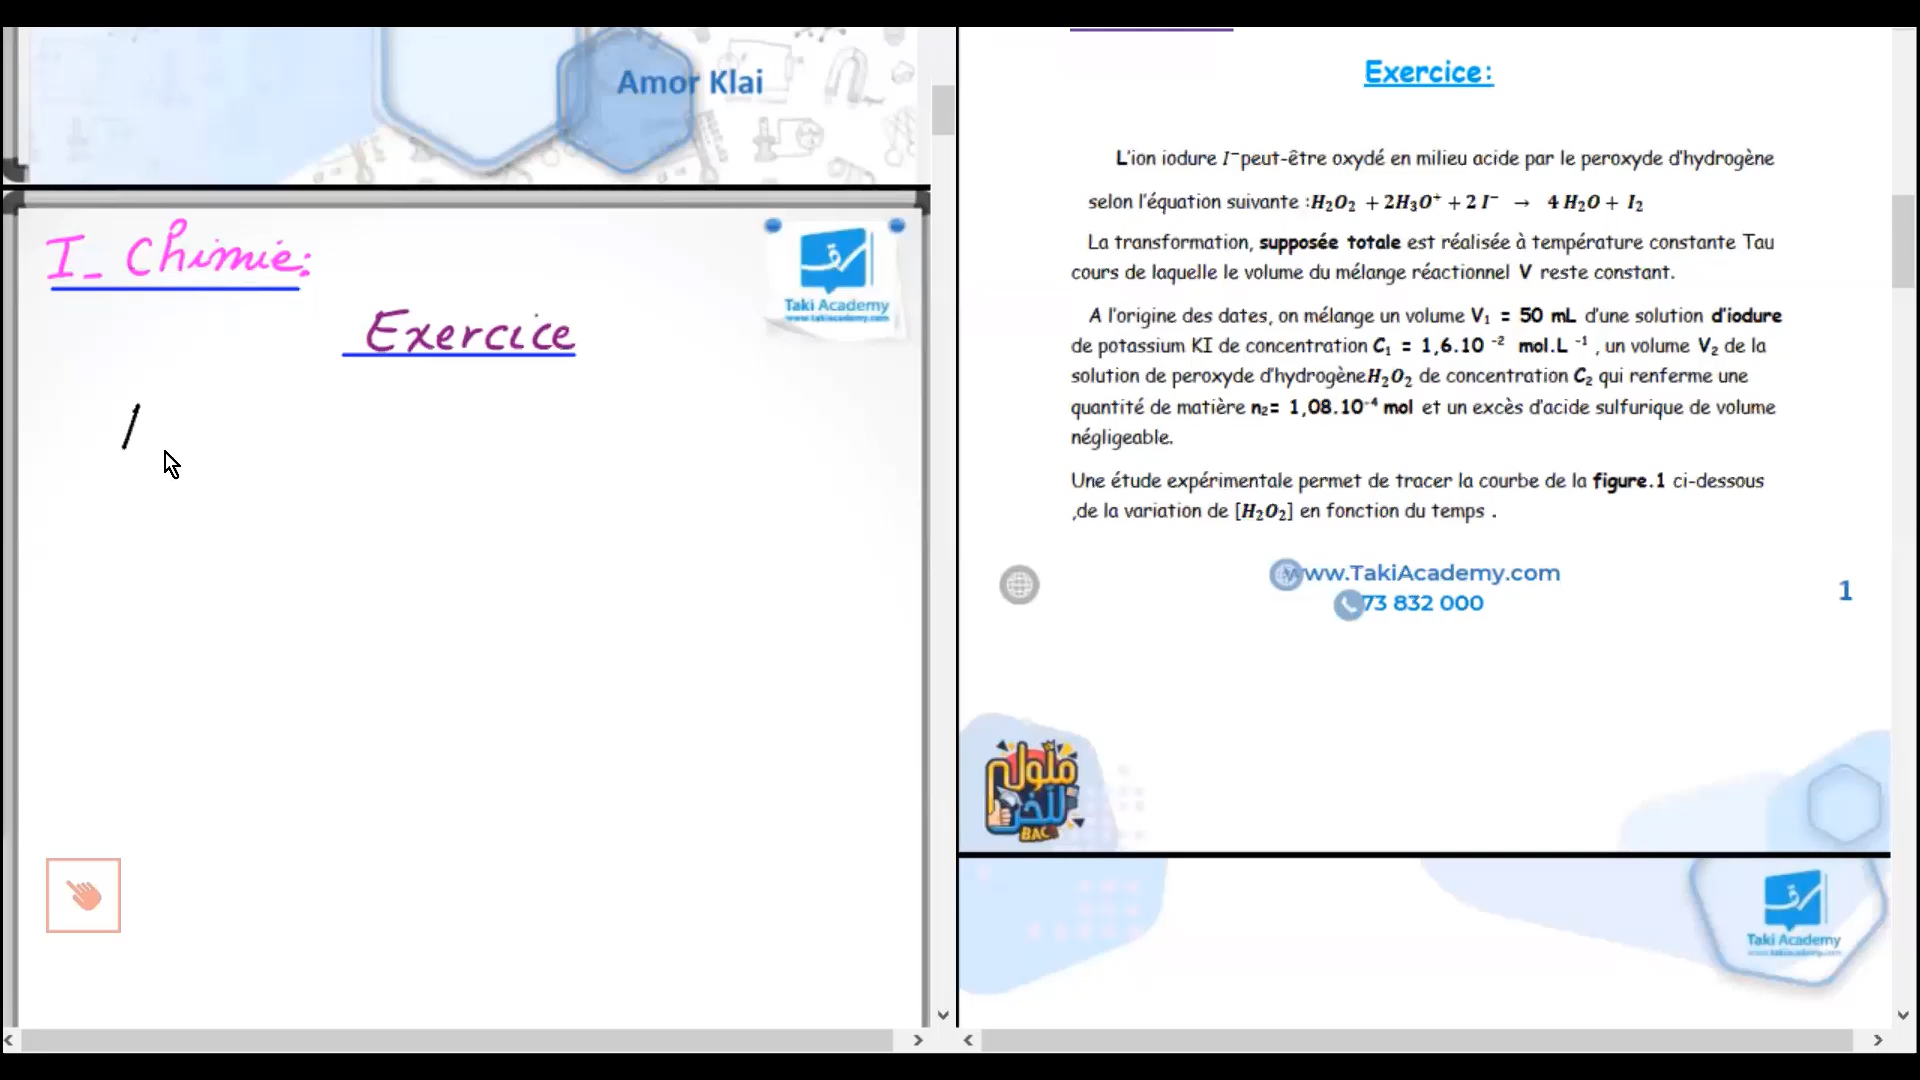 Amor Klai
I_ Chimie:
Exercice
Taki Academy
www.takiacademy.com
Exercice:
L'ion iodure I⁻peut-être oxydé en milieu acide par le peroxyde d'hydrogène
selon l'équation suivante :H₂O₂ + 2H₃O⁺ + 2 I⁻ → 4 H₂O + I₂
La transformation, supposée totale est réalisée à température constante Tau
cours de laquelle le volume du mélange réactionnel V reste constant.
A l'origine des dates, on mélange un volume V₁ = 50 mL d'une solution d'iodure
de potassium KI de concentration C₁ = 1,6.10 ⁻² mol.L ⁻¹ , un volume V₂ de la
solution de peroxyde d'hydrogèneH₂O₂ de concentration C₂ qui renferme une
quantité de matière n₂= 1,08.10⁻⁴ mol et un excès d'acide sulfurique de volume
négligeable.
Une étude expérimentale permet de tracer la courbe de la figure.1 ci-dessous
,de la variation de [H₂O₂] en fonction du temps .
www.TakiAcademy.com
73 832 000
1
BAC
Taki Academy
www.takiacademy.com